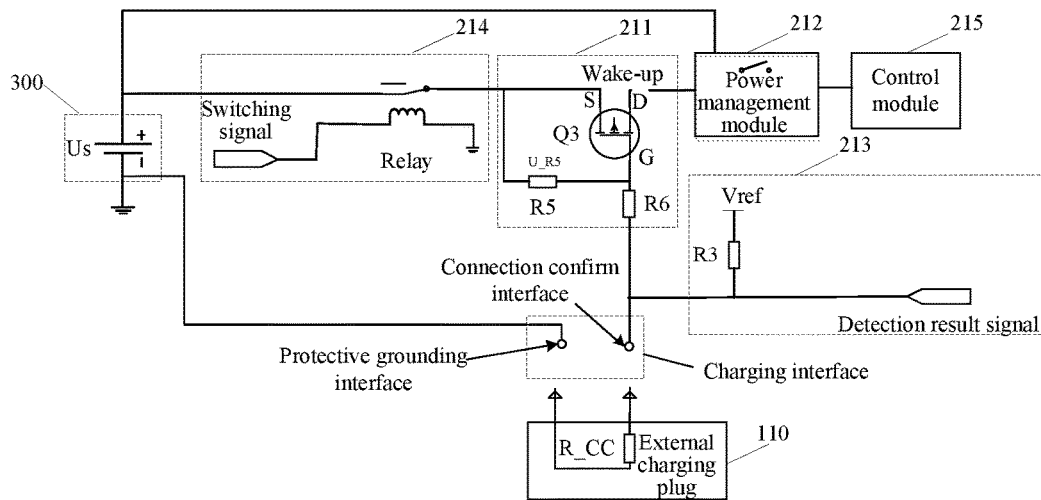 214
211
212
215
300
Wake-up
S
D
Power
management
module
Control
module
Switching
signal
Us
+
Q3
G
213
Relay
U_R5
R5
R6
Vref
R3
Connection confirm
interface
Detection result signal
Protective grounding
interface
Charging interface
R_CC
External
charging
plug
110